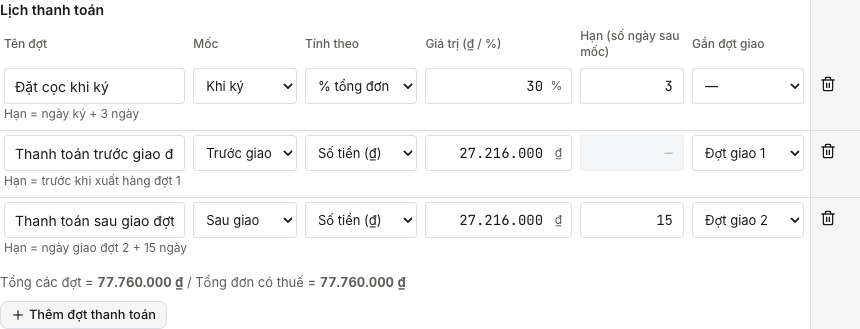 Lịch thanh toán
Tên đợt Mốc Tính theo Giá trị (₫ / %) Hạn (số ngày sau mốc) Gắn đợt giao
Đặt cọc khi ký Khi ký % tổng đơn 30 % 3 —
Hạn = ngày ký + 3 ngày
Thanh toán trước giao đ Trước giao Số tiền (₫) 27.216.000 ₫ — Đợt giao 1
Hạn = trước khi xuất hàng đợt 1
Thanh toán sau giao đợt Sau giao Số tiền (₫) 27.216.000 ₫ 15 Đợt giao 2
Hạn = ngày giao đợt 2 + 15 ngày
Tổng các đợt = 77.760.000 ₫ / Tổng đơn có thuế = 77.760.000 ₫
+ Thêm đợt thanh toán